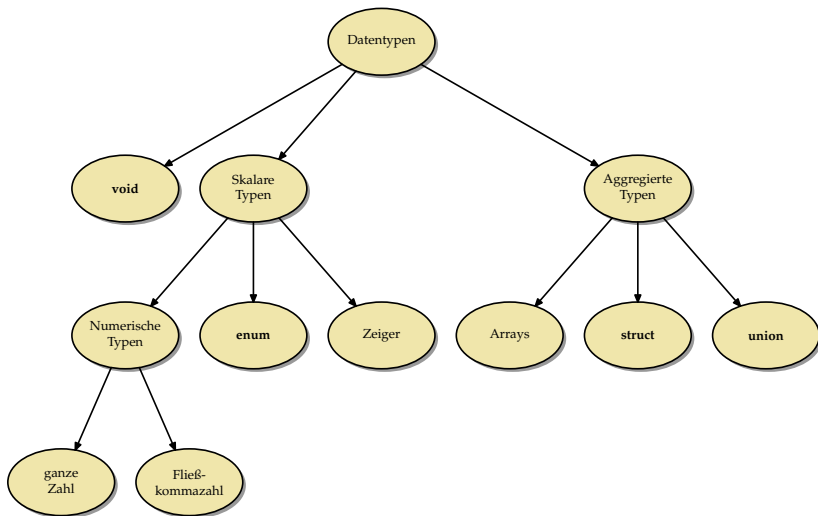 Datentypen
void
Skalare
Typen
Aggregierte
Typen
Numerische
Typen
enum
Zeiger
Arrays
struct
union
ganze
Zahl
Fließ-
kommazahl